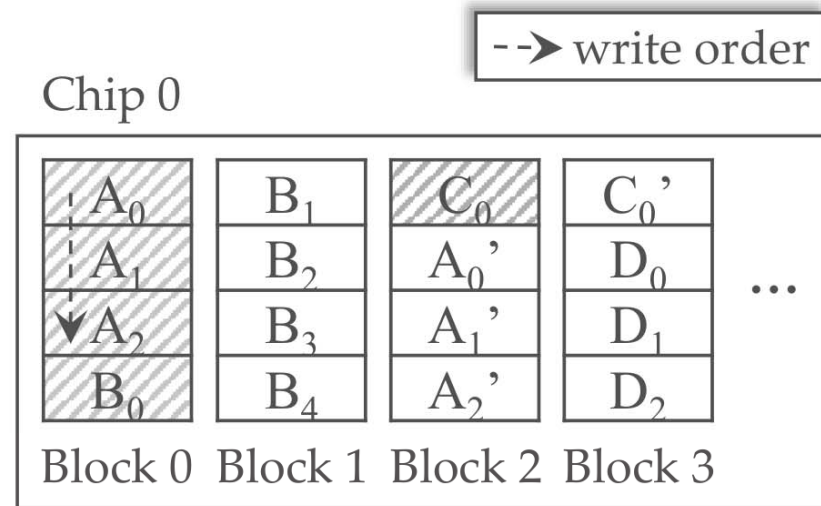 write order
Chip 0
A₀ B₁ C₀ C₀’
A₁ B₂ A₀’ D₀
A₂ B₃ A₁’ D₁
B₀ B₄ A₂’ D₂
...
Block 0 Block 1 Block 2 Block 3